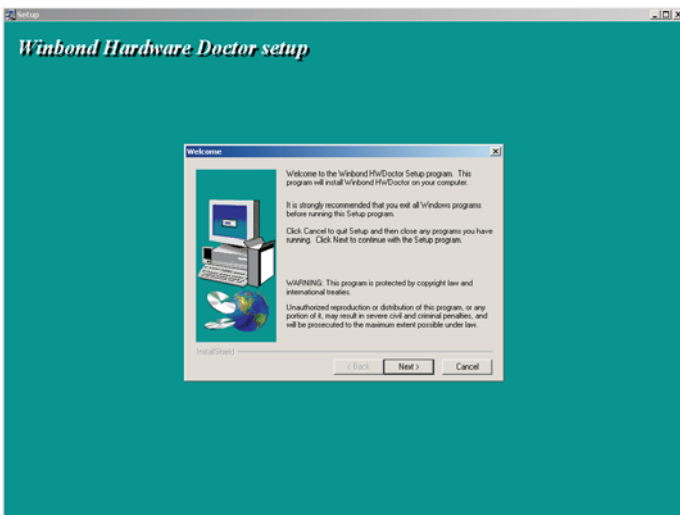 Setup
Winbond Hardware Doctor setup
Welcome
Welcome to the Winbond HWDoctor Setup program. This
program will install Winbond HWDoctor on your computer.
It is strongly recommended that you exit all Windows programs
before running this Setup program.
Click Cancel to quit Setup and then close any programs you have
running. Click Next to continue with the Setup program.
WARNING: This program is protected by copyright law and
international treaties.
Unauthorized reproduction or distribution of this program, or any
portion of it, may result in severe civil and criminal penalties, and
will be prosecuted to the maximum extent possible under law.
InstallShield
< Back Next > Cancel